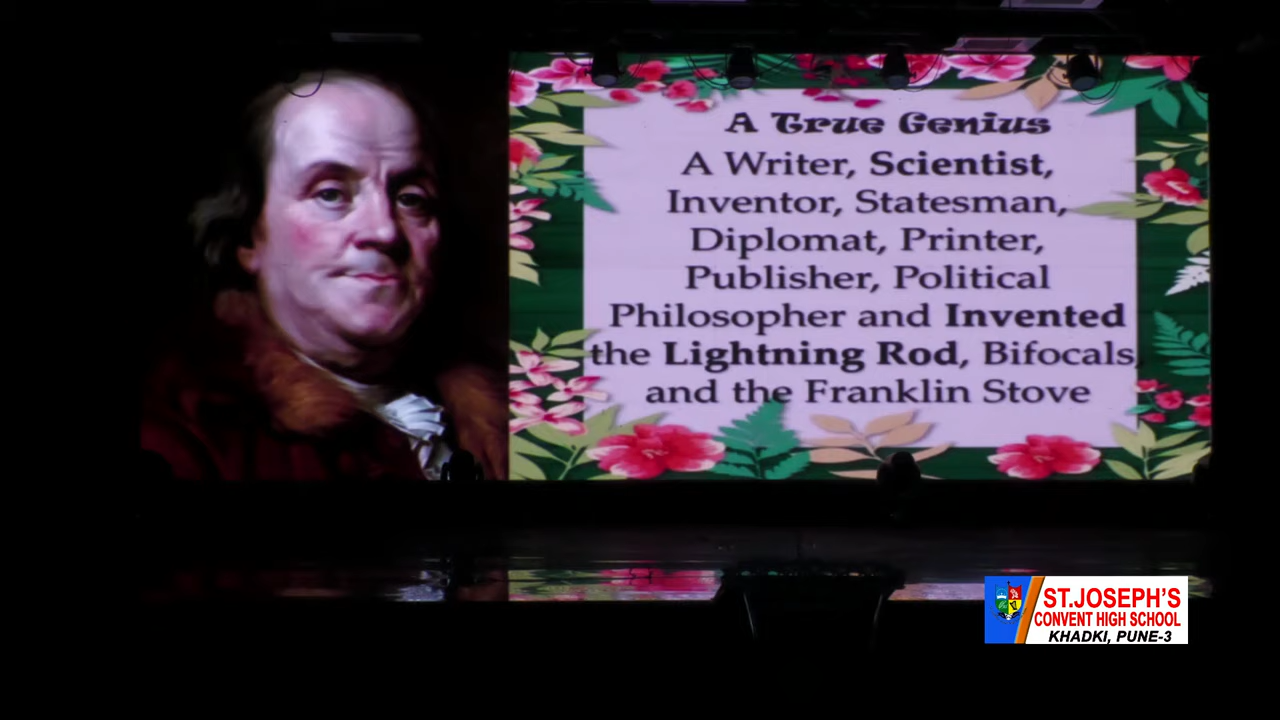 A True Genius
A Writer, Scientist,
Inventor, Statesman,
Diplomat, Printer,
Publisher, Political
Philosopher and Invented
the Lightning Rod, Bifocals,
and the Franklin Stove
ST.JOSEPH'S
CONVENT HIGH SCHOOL
KHADKI, PUNE-3